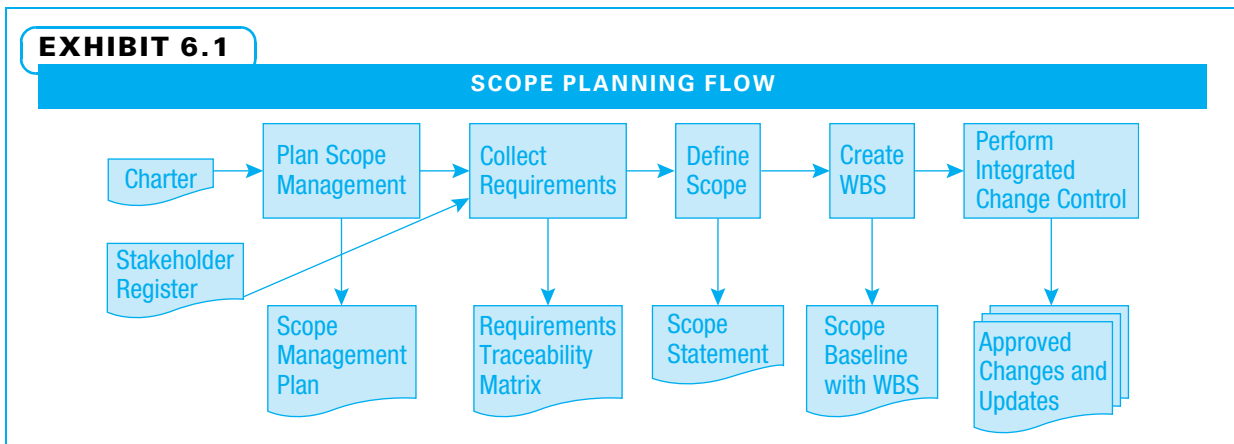 EXHIBIT 6.1
SCOPE PLANNING FLOW
Charter
Plan Scope
Management
Collect
Requirements
Define
Scope
Create
WBS
Perform
Integrated
Change Control
Stakeholder
Register
Scope
Management
Plan
Requirements
Traceability
Matrix
Scope
Statement
Scope
Baseline
with WBS
Approved
Changes and
Updates